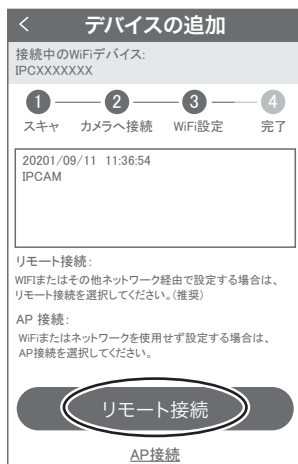 < デバイスの追加
接続中のWiFiデバイス:
IPCXXXXXXX
1 2 3 4
スキャ カメラへ接続 WiFi設定 完了
20201/09/11 11:36:54
IPCAM
リモート接続:
WIFIまたはその他ネットワーク経由で設定する場合は、
リモート接続を選択してください。(推奨)
AP 接続:
WiFiまたはネットワークを使用せず設定する場合は、
AP接続を選択してください。
リモート接続
AP接続